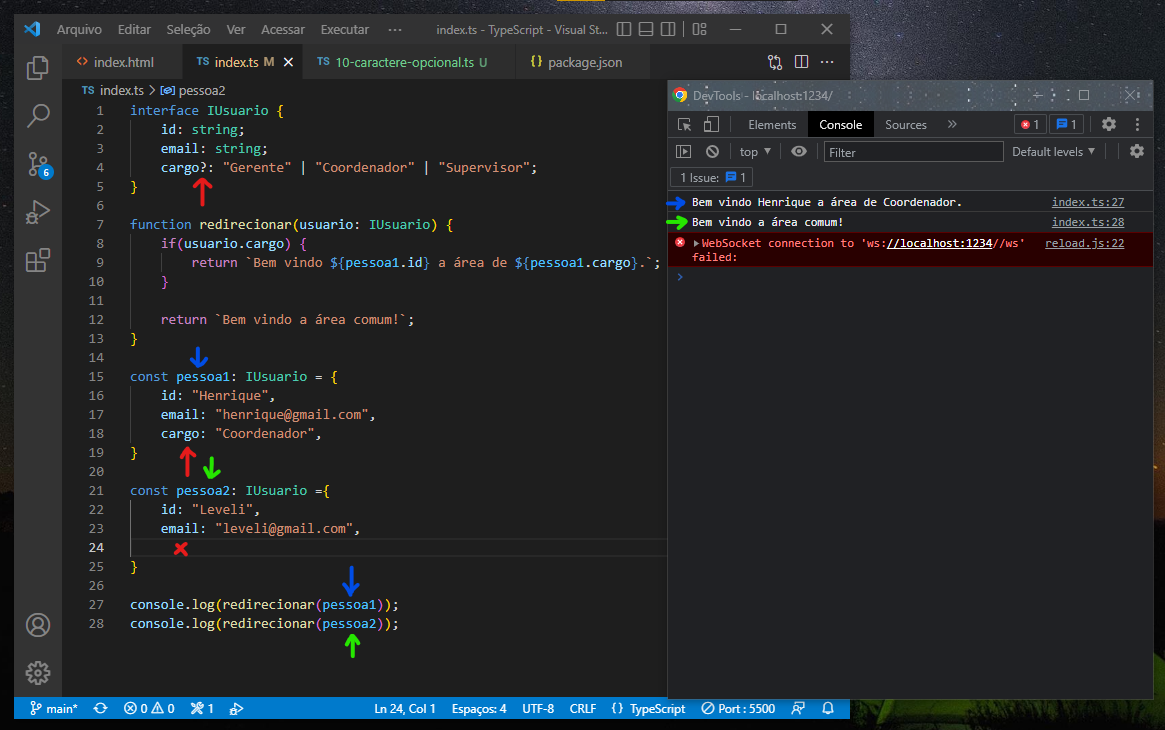 Arquivo Editar Seleção Ver Acessar Executar ··· index.ts - TypeScript - Visual St...
<> index.html TS index.ts M TS 10-caractere-opcional.ts U {} package.json ···
TS index.ts > pessoa2
1 interface IUsuario {
2 id: string;
3 email: string;
4 cargo?: "Gerente" | "Coordenador" | "Supervisor";
5 }
6
7 function redirecionar(usuario: IUsuario) {
8 if(usuario.cargo) {
9 return `Bem vindo ${pessoa1.id} a área de ${pessoa1.cargo}.`;
10 }
11
12 return `Bem vindo a área comum!`;
13 }
14
15 const pessoa1: IUsuario = {
16 id: "Henrique",
17 email: "henrique@gmail.com",
18 cargo: "Coordenador",
19 }
20
21 const pessoa2: IUsuario ={
22 id: "Leveli",
23 email: "leveli@gmail.com",
24
25 }
26
27 console.log(redirecionar(pessoa1));
28 console.log(redirecionar(pessoa2));
6
main* 0 0 1 Ln 24, Col 1 Espaços: 4 UTF-8 CRLF {} TypeScript Port : 5500
DevTools - localhost:1234/
Elements Console Sources » 1 1
top Filter Default levels
1 Issue: 1
Bem vindo Henrique a área de Coordenador. index.ts:27
Bem vindo a área comum! index.ts:28
WebSocket connection to 'ws://localhost:1234//ws' reload.js:22
failed:
>